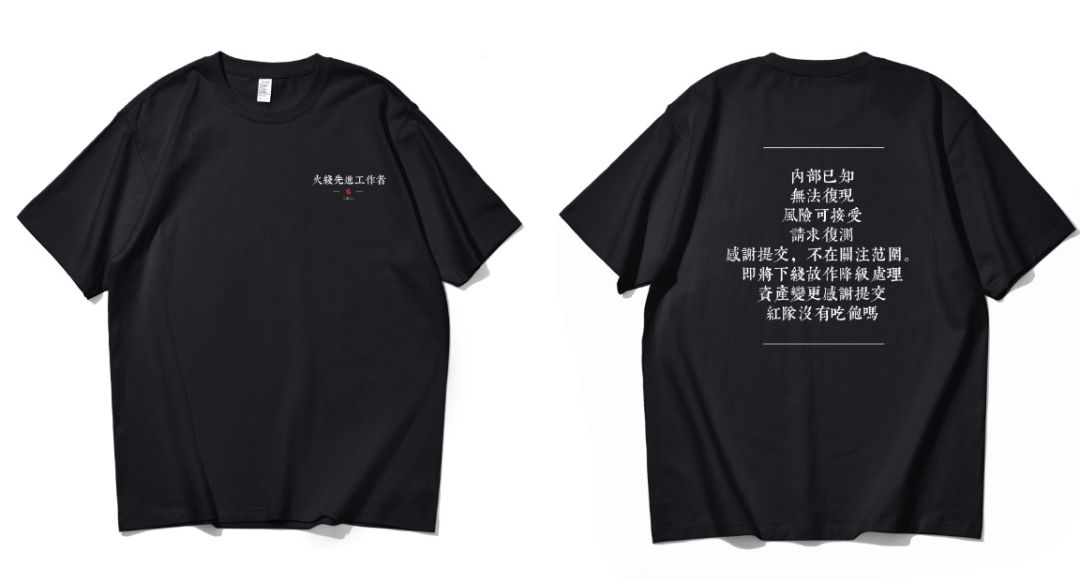 火綫先進工作者
內部已知
無法復現
風險可接受
請求復測
感謝提交，不在關注范圍。
即將下綫故作降級處理
資產變更感謝提交
紅隊沒有吃飽嗎